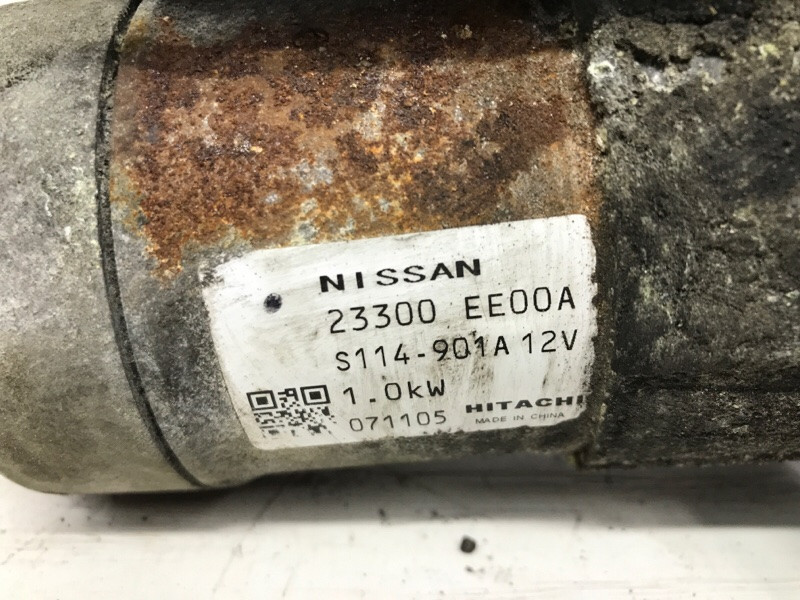 NISSAN
23300 EE00A
S114-901A 12V
1.0kW
071105 HITACHI
MADE IN CHINA